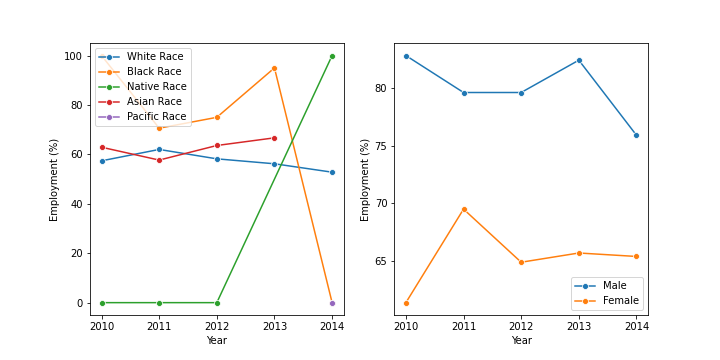 White Race
Black Race
Native Race
Asian Race
Pacific Race
100
80
60
40
20
0
Employment (%)
2010 2011 2012 2013 2014
Year
80
75
70
65
Employment (%)
Male
Female
2010 2011 2012 2013 2014
Year